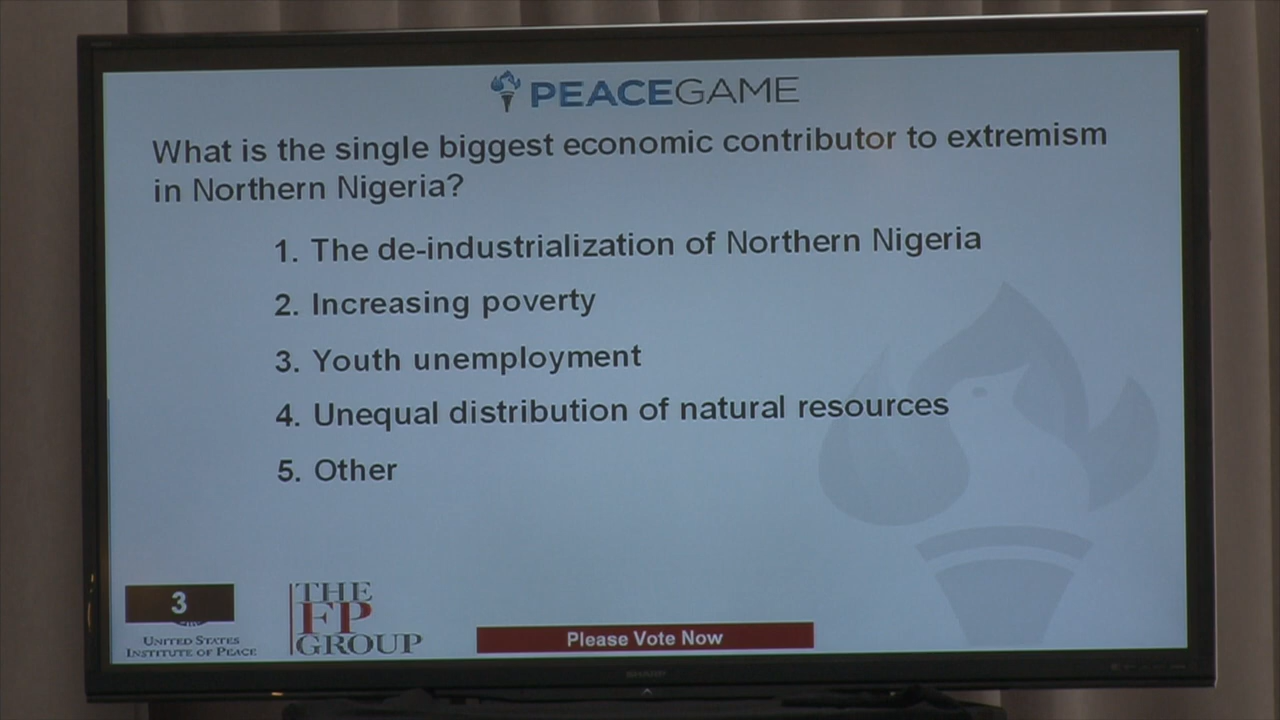 PEACEGAME
What is the single biggest economic contributor to extremism
in Northern Nigeria?
1. The de-industrialization of Northern Nigeria
2. Increasing poverty
3. Youth unemployment
4. Unequal distribution of natural resources
5. Other
3
UNITED STATES
INSTITUTE OF PEACE
THE
FP
GROUP
Please Vote Now
SHARP